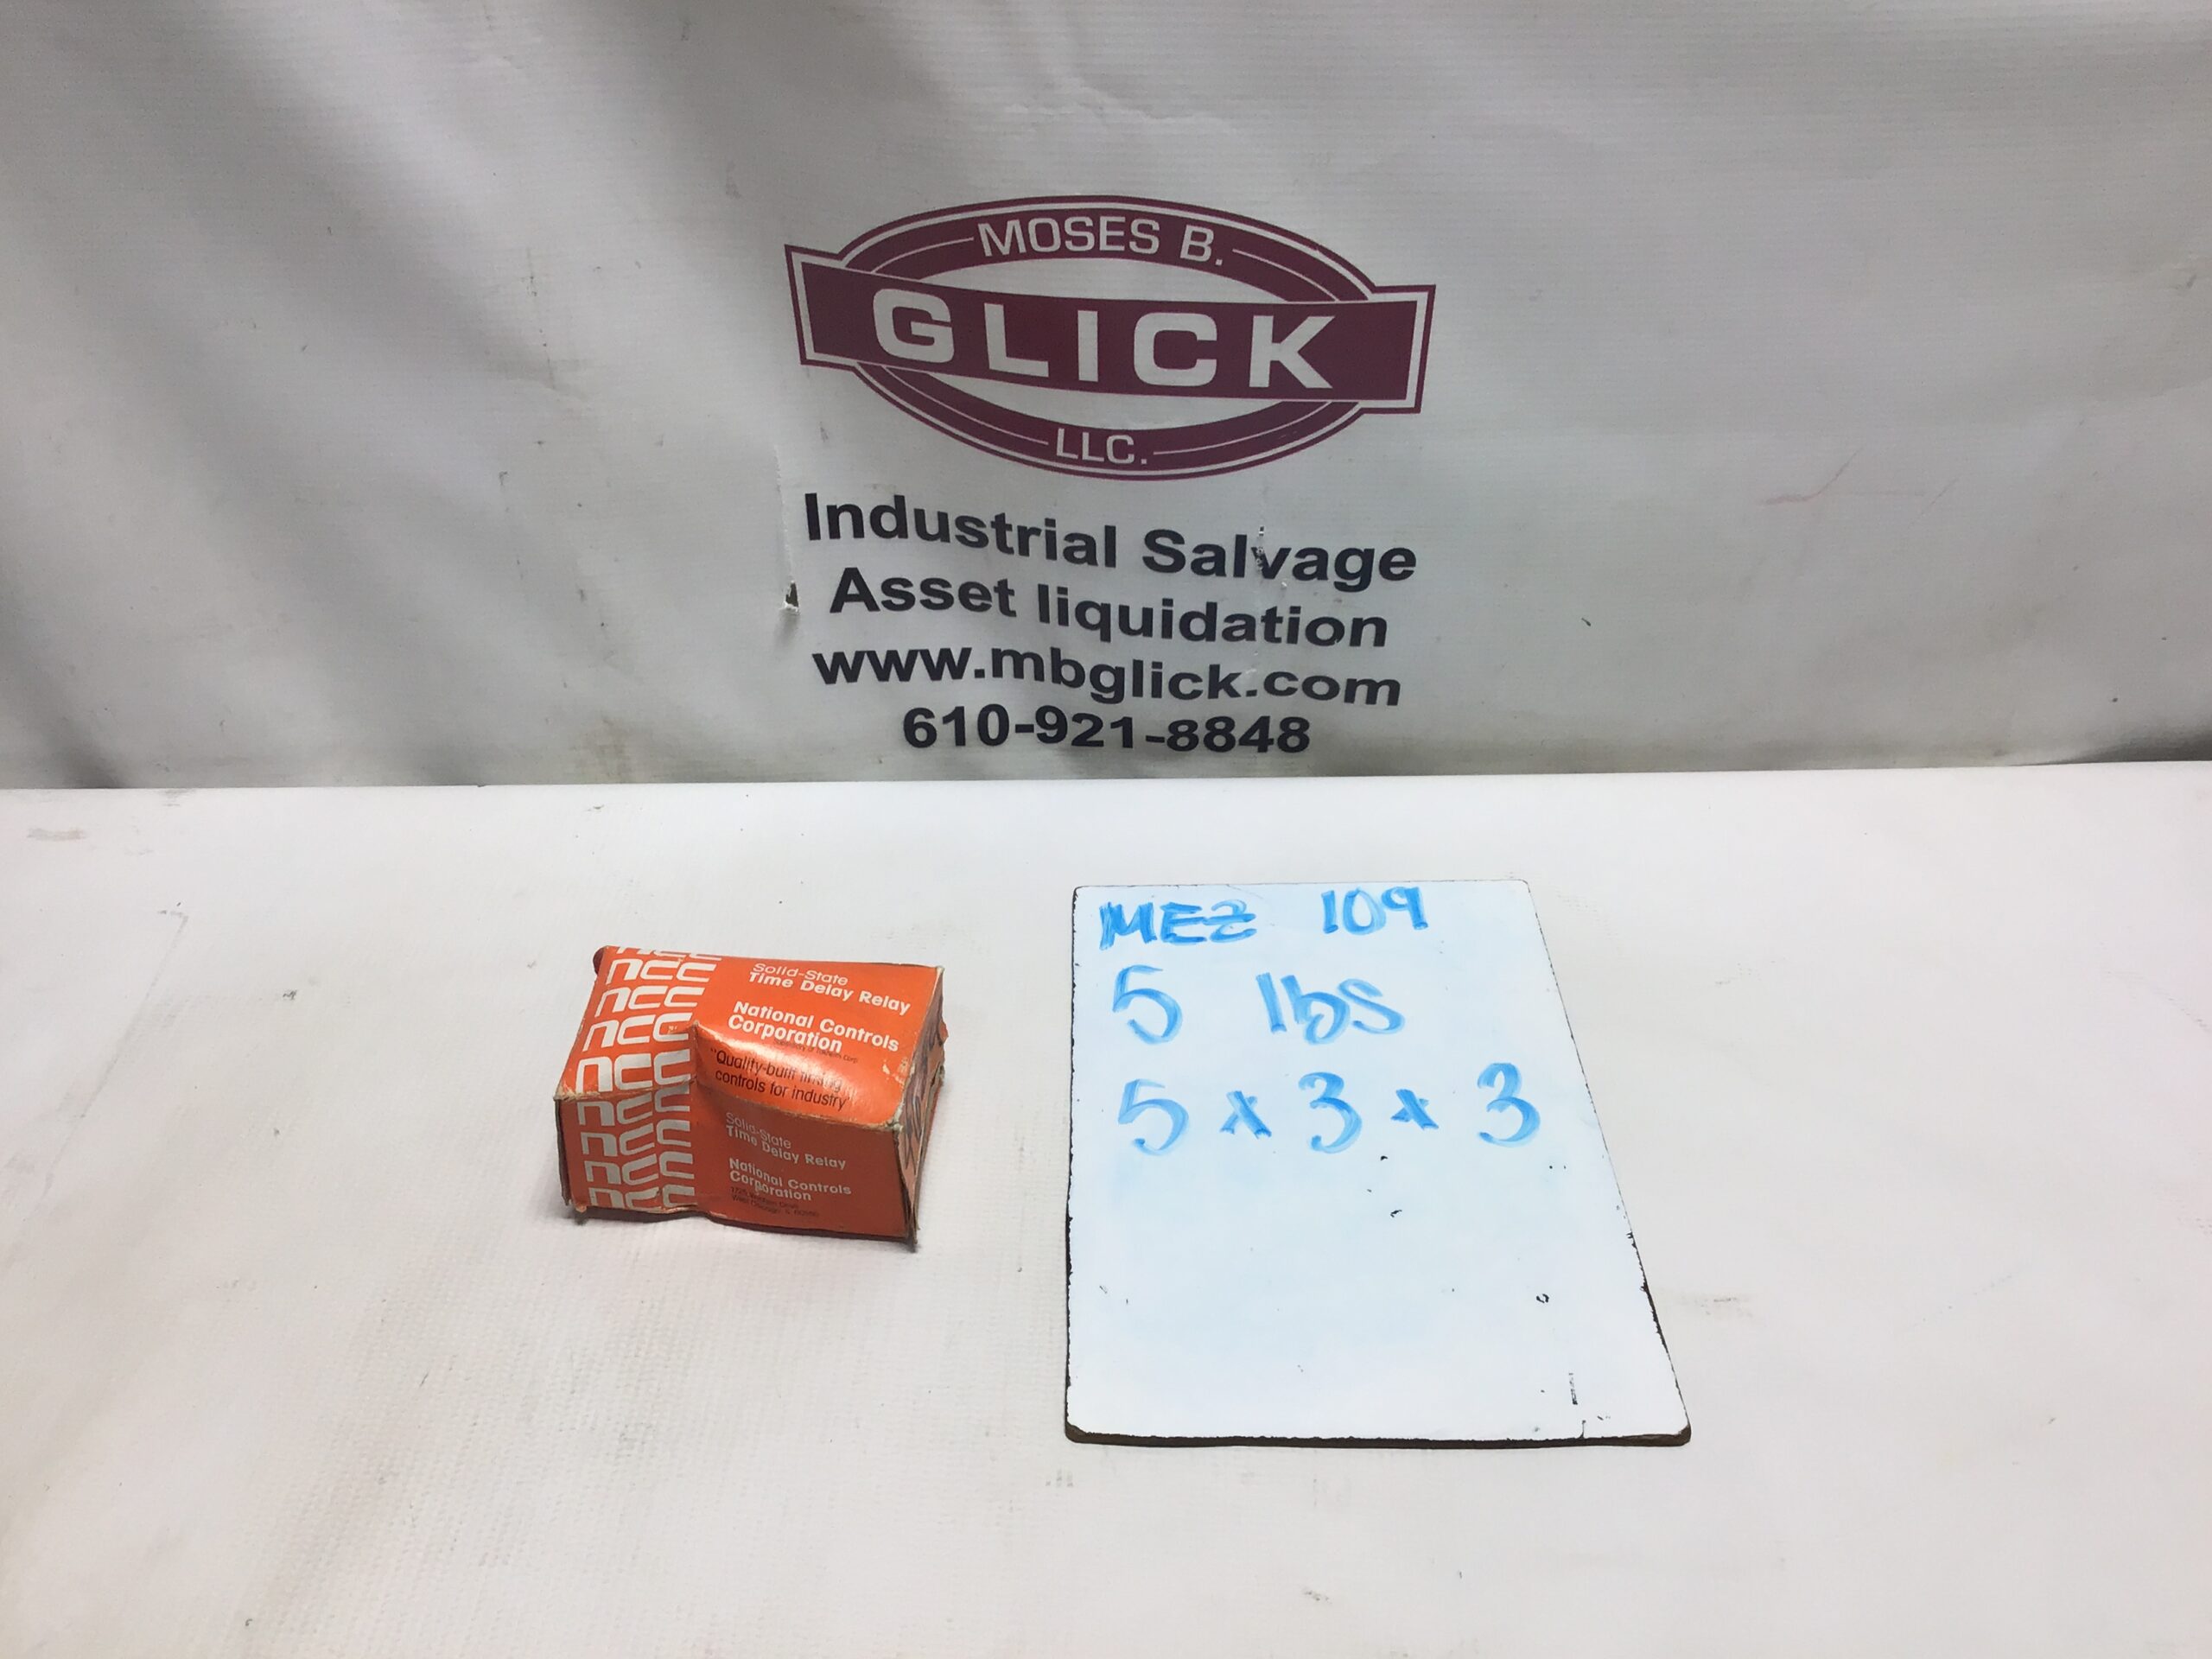 MOSES B.
GLICK
LLC.
Industrial Salvage
Asset liquidation
www.mbglick.com
610-921-8848
MEZ 109
5 lbs
5 x 3 x 3
ncc
ncc
ncc
ncc
ncc
ncc
ncc
ncc
Solid-State
Time Delay Relay
National Controls
Corporation
"Quality-built timing
controls for industry"
Solid-State
Time Delay Relay
National Controls
Corporation